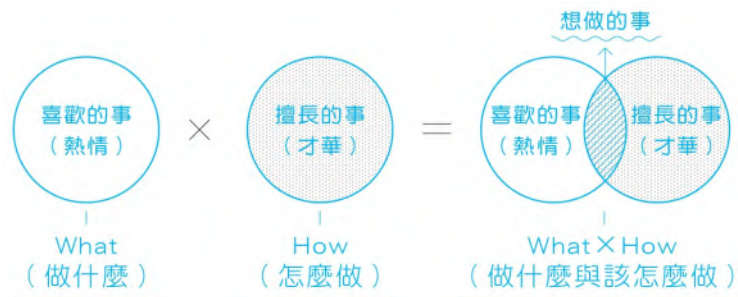 想做的事
喜歡的事
（熱情）
×
擅長的事
（才華）
=
喜歡的事
（熱情）
擅長的事
（才華）
What
（做什麼）
How
（怎麼做）
What×How
（做什麼與該怎麼做）